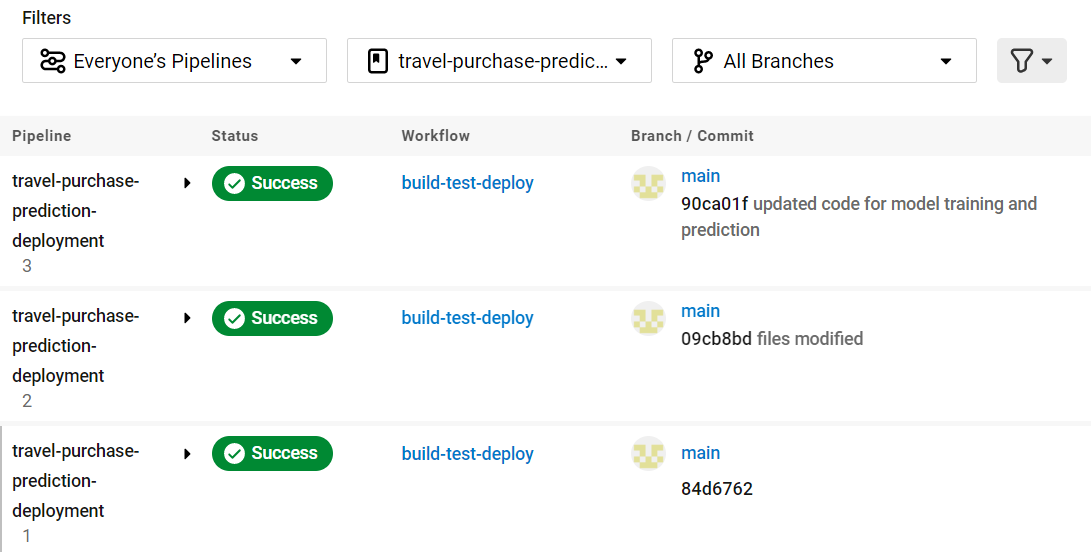 Filters
Everyone’s Pipelines
travel-purchase-predic...
All Branches
Pipeline Status Workflow Branch / Commit
travel-purchase-
prediction-
deployment
3
Success
build-test-deploy
main
90ca01f updated code for model training and
prediction
travel-purchase-
prediction-
deployment
2
Success
build-test-deploy
main
09cb8bd files modified
travel-purchase-
prediction-
deployment
1
Success
build-test-deploy
main
84d6762